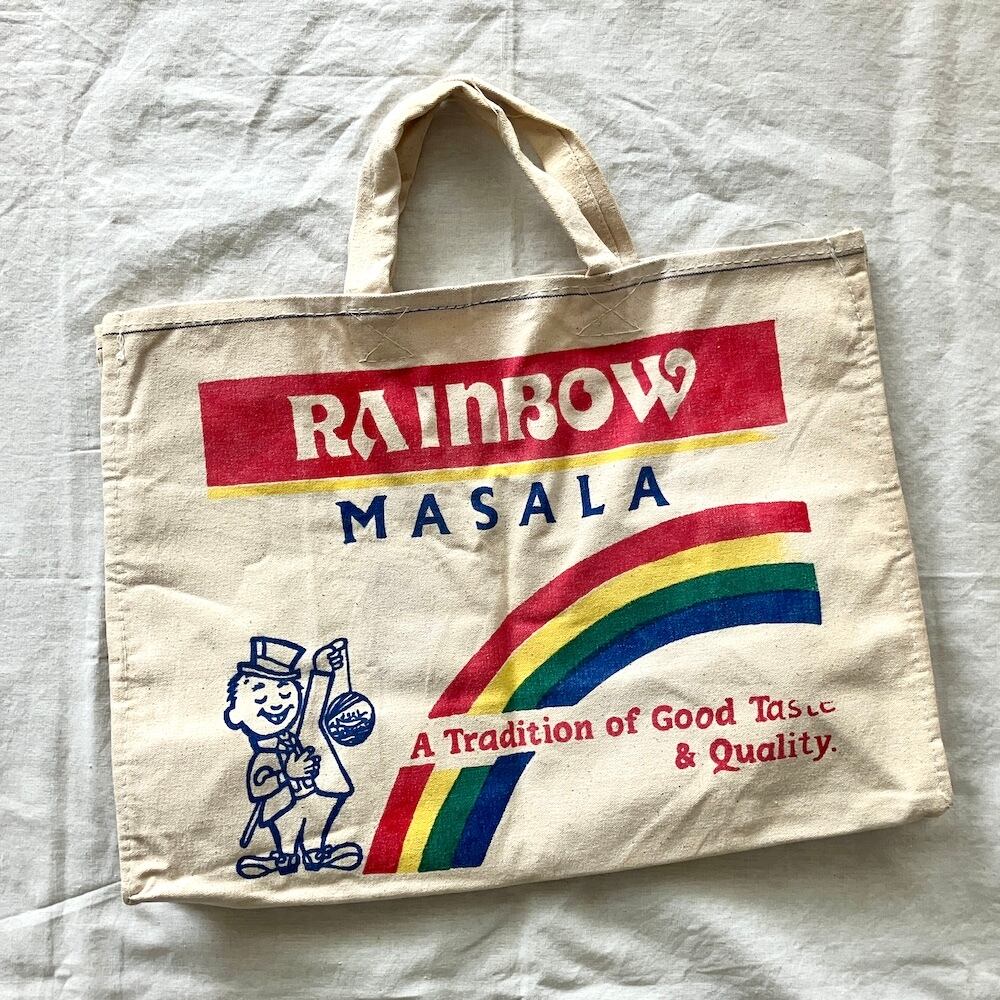 RAINBOW
MASALA
A Tradition of Good Taste
& Quality.